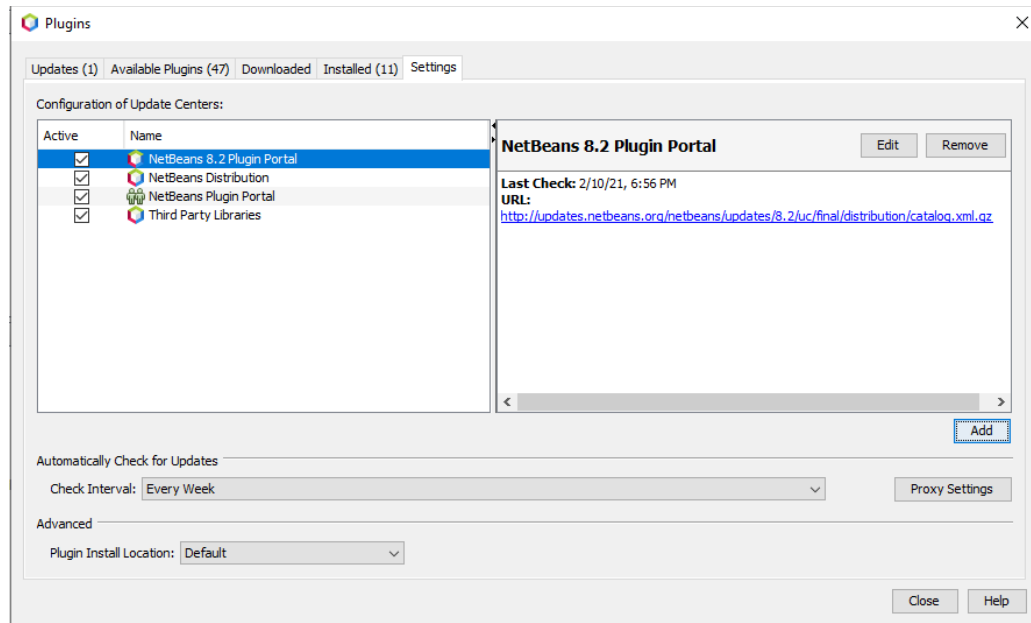 Plugins
Updates (1) Available Plugins (47) Downloaded Installed (11) Settings
Configuration of Update Centers:
Active Name
NetBeans 8.2 Plugin Portal
NetBeans Distribution
NetBeans Plugin Portal
Third Party Libraries
NetBeans 8.2 Plugin Portal Edit Remove
Last Check: 2/10/21, 6:56 PM
URL:
http://updates.netbeans.org/netbeans/updates/8.2/uc/final/distribution/catalog.xml.gz
Add
Automatically Check for Updates
Check Interval: Every Week Proxy Settings
Advanced
Plugin Install Location: Default
Close Help